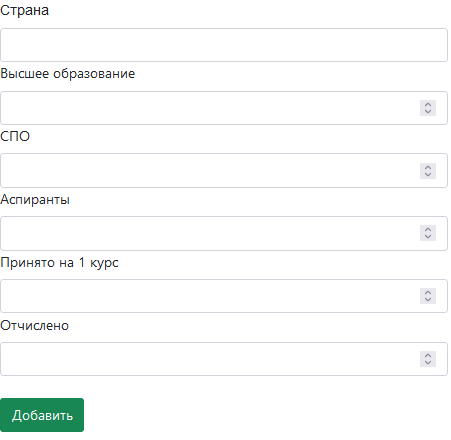 Страна
Высшее образование
СПО
Аспиранты
Принято на 1 курс
Отчислено
Добавить